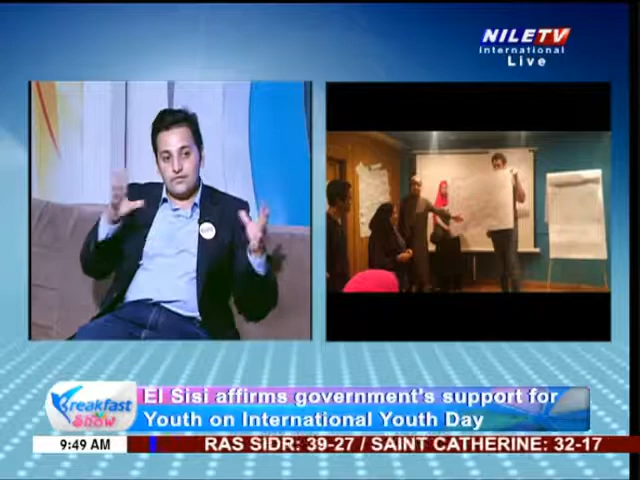 NILETV
International
Live
Breakfast
Show
El Sisi affirms government's support for
Youth on International Youth Day
9:49 AM
RAS SIDR: 39-27 / SAINT CATHERINE: 32-17